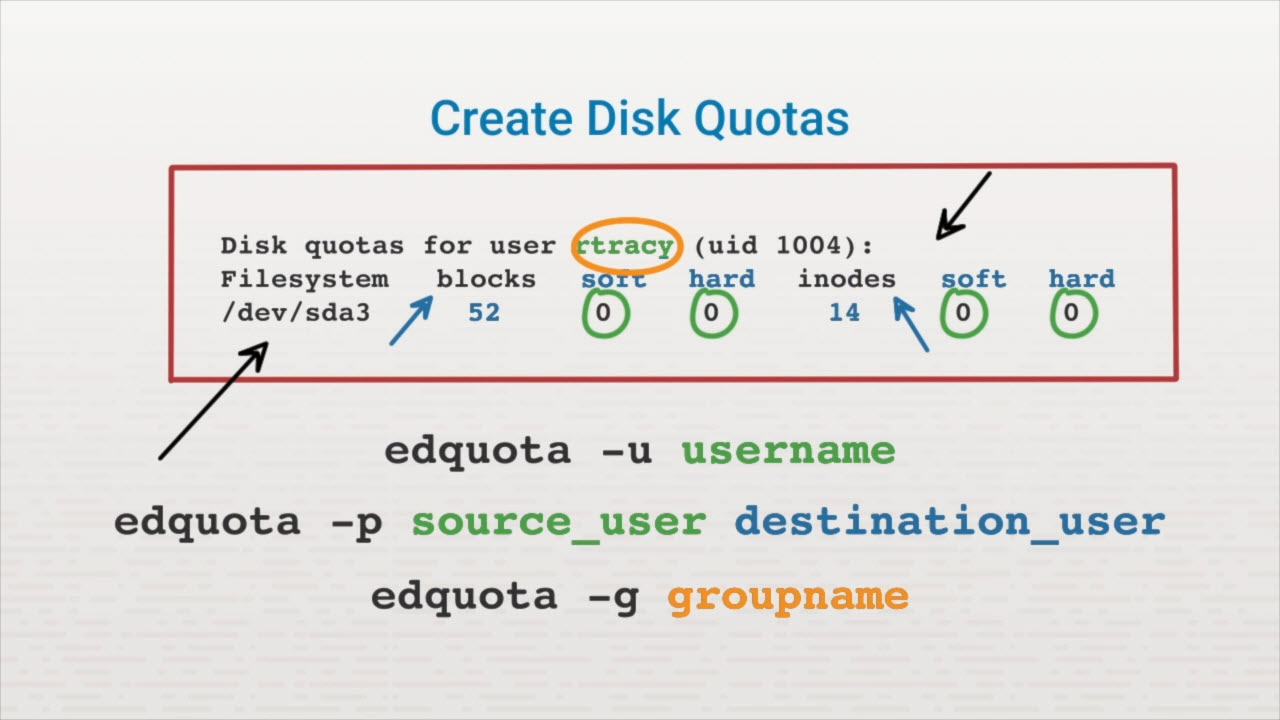 Create Disk Quotas
Disk quotas for user rtracy (uid 1004):
Filesystem blocks soft hard inodes soft hard
/dev/sda3 52 0 0 14 0 0
edquota -u username
edquota -p source_user destination_user
edquota -g groupname